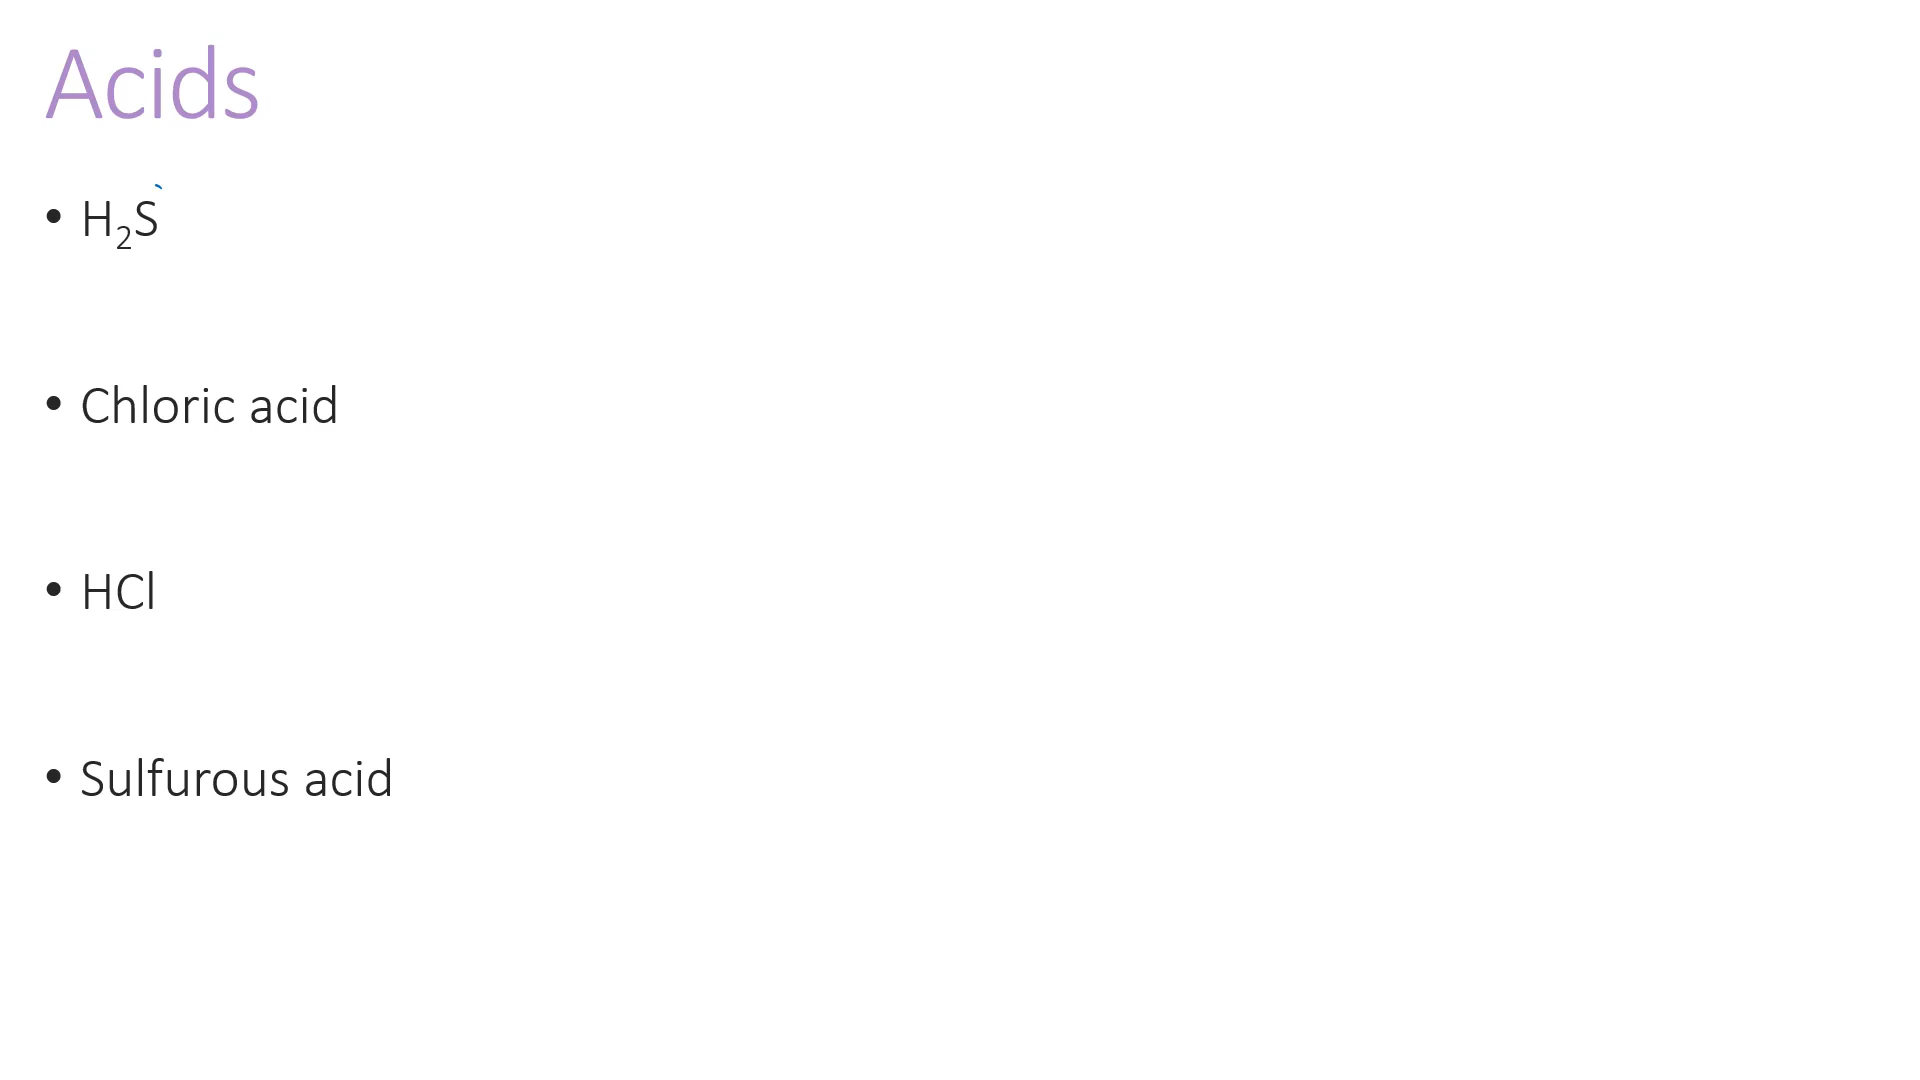 Acids
• H₂S
• Chloric acid
• HCl
• Sulfurous acid